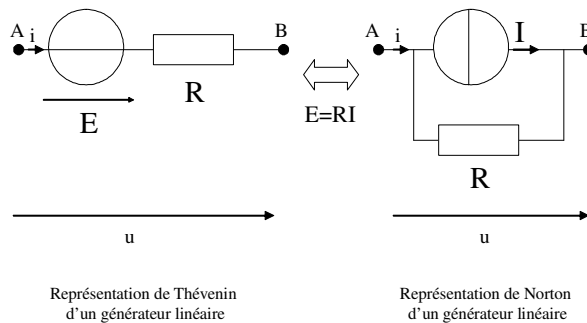 A i B
E
R
E=RI
A i I B
R
u
u
Représentation de Thévenin
d'un générateur linéaire
Représentation de Norton
d'un générateur linéaire